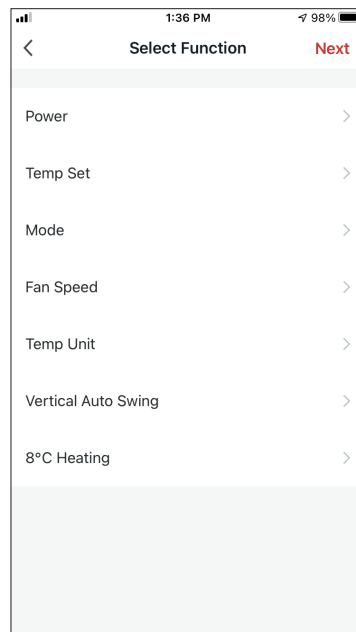 1:36 PM
98%
Select Function
Next
Power
Temp Set
Mode
Fan Speed
Temp Unit
Vertical Auto Swing
8°C Heating